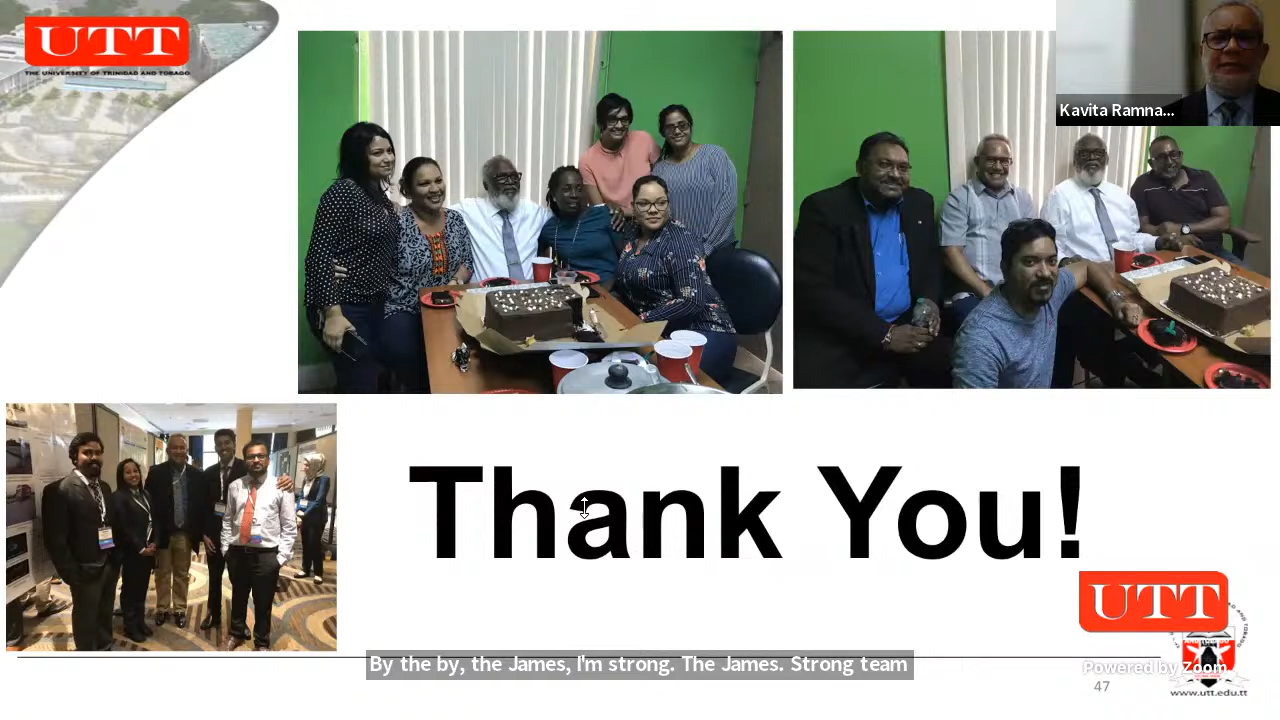 UTT
THE UNIVERSITY OF TRINIDAD AND TOBAGO
Kavita Ramna...
Thank You!
UTT
By the by, the James, I'm strong. The James. Strong team
Powered by Zoom
47
www.utt.edu.tt